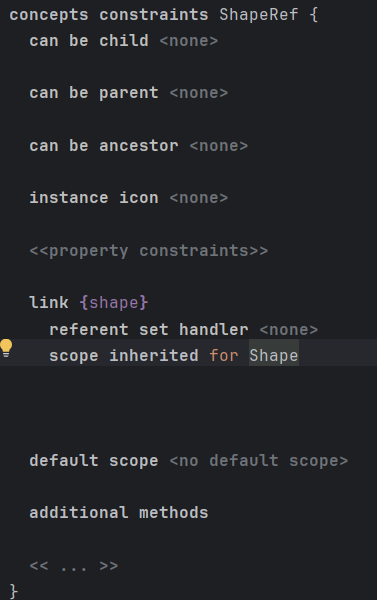 concepts constraints ShapeRef {
can be child <none>
can be parent <none>
can be ancestor <none>
instance icon <none>
<<property constraints>>
link {shape}
referent set handler <none>
scope inherited for Shape
default scope <no default scope>
additional methods
<< ... >>
}